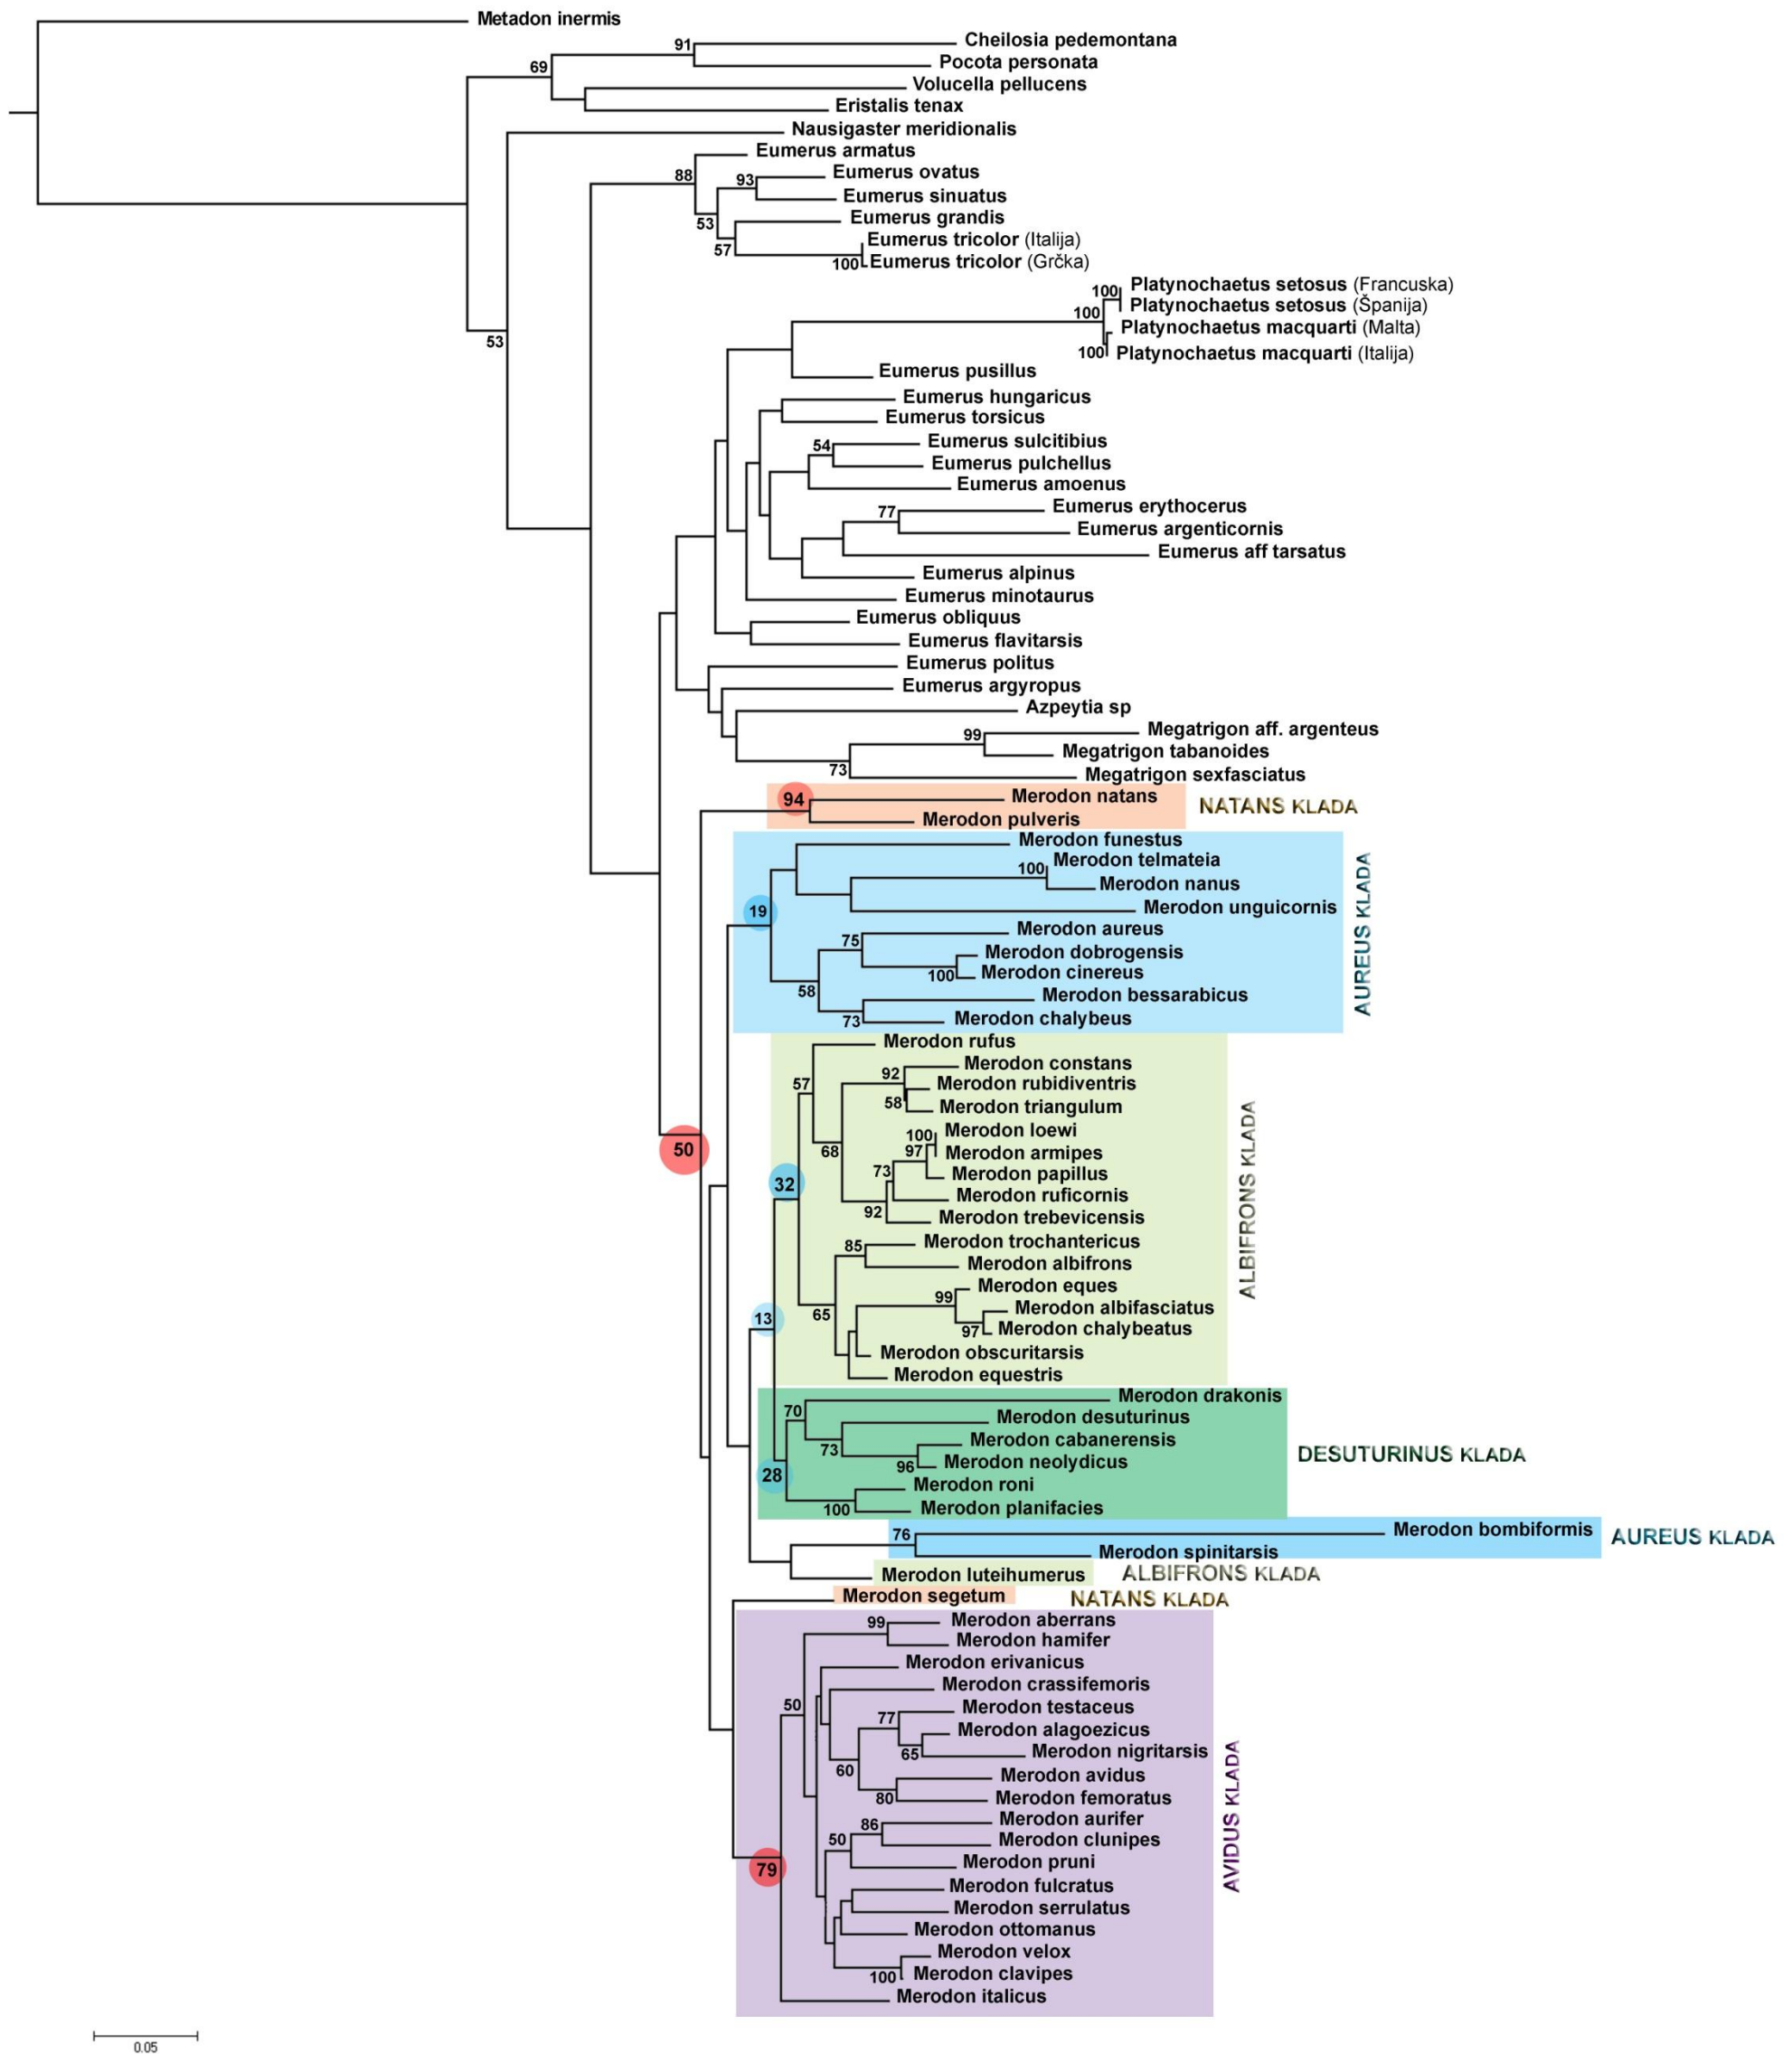 Metadon inermis
91 Cheilosia pedemontana
69 Pocota personata
Volucella pellucens
Eristalis tenax
Nausigaster meridionalis
Eumerus armatus
88 93 Eumerus ovatus
Eumerus sinuatus
53 Eumerus grandis
Eumerus tricolor (Italija)
57 100 Eumerus tricolor (Grčka)
100 Platynochaetus setosus (Francuska)
100 Platynochaetus setosus (Španija)
53 Platynochaetus macquarti (Malta)
100 Platynochaetus macquarti (Italija)
Eumerus pusillus
Eumerus hungaricus
Eumerus torsicus
54 Eumerus sulcitibius
Eumerus pulchellus
Eumerus amoenus
77 Eumerus erythocerus
Eumerus argenticornis
Eumerus aff tarsatus
Eumerus alpinus
Eumerus minotaurus
Eumerus obliquus
Eumerus flavitarsis
Eumerus politus
Eumerus argyropus
Azpeytia sp
99 Megatrigon aff. argenteus
Megatrigon tabanoides
73 Megatrigon sexfasciatus
94 Merodon natans
NATANS KLADA
Merodon pulveris
Merodon funestus
100 Merodon telmateia
Merodon nanus
19 Merodon unguicornis
AUREUS KLADA
75 Merodon aureus
Merodon dobrogensis
100 Merodon cinereus
58 Merodon bessarabicus
73 Merodon chalybeus
Merodon rufus
57 92 Merodon constans
Merodon rubidiventris
58 Merodon triangulum
100 Merodon loewi
50 68 97 Merodon armipes
73 Merodon papillus
32 Merodon ruficornis
92 Merodon trebevicensis
ALBIFRONS KLADA
85 Merodon trochantericus
Merodon albifrons
99 Merodon eques
13 65 Merodon albifasciatus
97 Merodon chalybeatus
Merodon obscuritarsis
Merodon equestris
Merodon drakonis
70 Merodon desuturinus
73 Merodon cabanerensis
DESUTURINUS KLADA
28 96 Merodon neolydicus
Merodon roni
100 Merodon planifacies
76 Merodon bombiformis
AUREUS KLADA
Merodon spinitarsis
Merodon luteihumerus
ALBIFRONS KLADA
Merodon segetum
NATANS KLADA
99 Merodon aberrans
Merodon hamifer
Merodon erivanicus
Merodon crassifemoris
50 77 Merodon testaceus
Merodon alagoezicus
65 Merodon nigritarsis
60 Merodon avidus
80 Merodon femoratus
AVIDUS KLADA
86 Merodon aurifer
50 Merodon clunipes
79 Merodon pruni
Merodon fulcratus
Merodon serrulatus
Merodon ottomanus
Merodon velox
100 Merodon clavipes
Merodon italicus
0.05